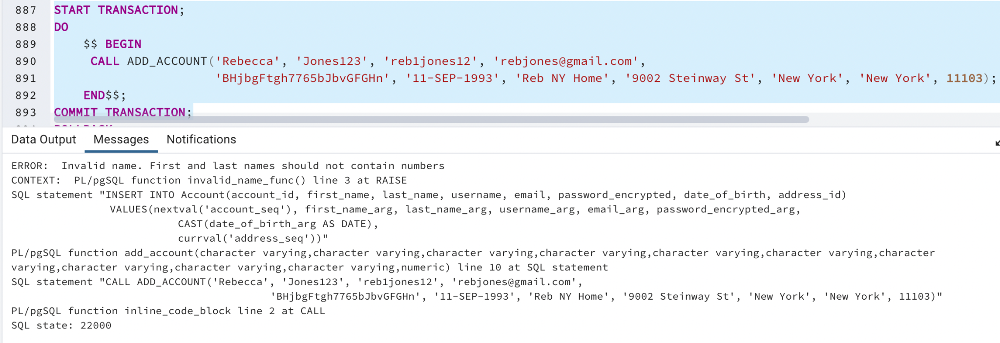 887 START TRANSACTION;
888 DO
889 $$ BEGIN
890 CALL ADD_ACCOUNT('Rebecca', 'Jones123', 'reb1jones12', 'rebjones@gmail.com',
891 'BHjbgFtgh7765bJbvGFGHn', '11-SEP-1993', 'Reb NY Home', '9002 Steinway St', 'New York', 'New York', 11103);
892 END$$;
893 COMMIT TRANSACTION;
Data Output Messages Notifications
ERROR:  Invalid name. First and last names should not contain numbers
CONTEXT:  PL/pgSQL function invalid_name_func() line 3 at RAISE
SQL statement "INSERT INTO Account(account_id, first_name, last_name, username, email, password_encrypted, date_of_birth, address_id)
VALUES(nextval('account_seq'), first_name_arg, last_name_arg, username_arg, email_arg, password_encrypted_arg,
CAST(date_of_birth_arg AS DATE),
currval('address_seq'))"
PL/pgSQL function add_account(character varying,character varying,character varying,character varying,character varying,character varying,character
varying,character varying,character varying,character varying,numeric) line 10 at SQL statement
SQL statement "CALL ADD_ACCOUNT('Rebecca', 'Jones123', 'reb1jones12', 'rebjones@gmail.com',
'BHjbgFtgh7765bJbvGFGHn', '11-SEP-1993', 'Reb NY Home', '9002 Steinway St', 'New York', 'New York', 11103)"
PL/pgSQL function inline_code_block line 2 at CALL
SQL state: 22000